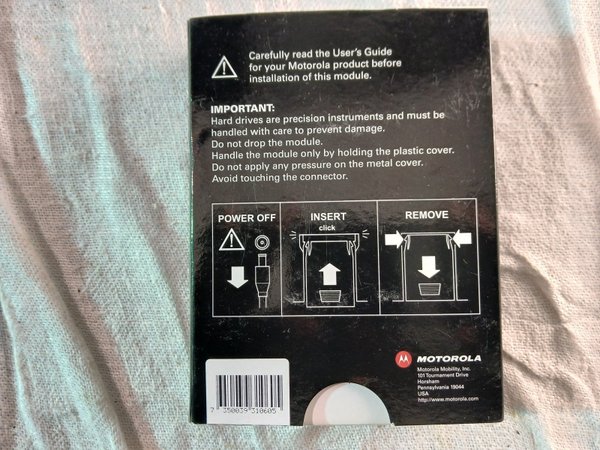 Carefully read the User's Guide
for your Motorola product before
installation of this module.
IMPORTANT:
Hard drives are precision instruments and must be
handled with care to prevent damage.
Do not drop the module.
Handle the module only by holding the plastic cover.
Do not apply any pressure on the metal cover.
Avoid touching the connector.
POWER OFF
INSERT
click
REMOVE
MOTOROLA
Motorola Mobility, Inc.
101 Tournament Drive
Horsham
Pennsylvania 19044
USA
http://www.motorola.com
7 350039 310605